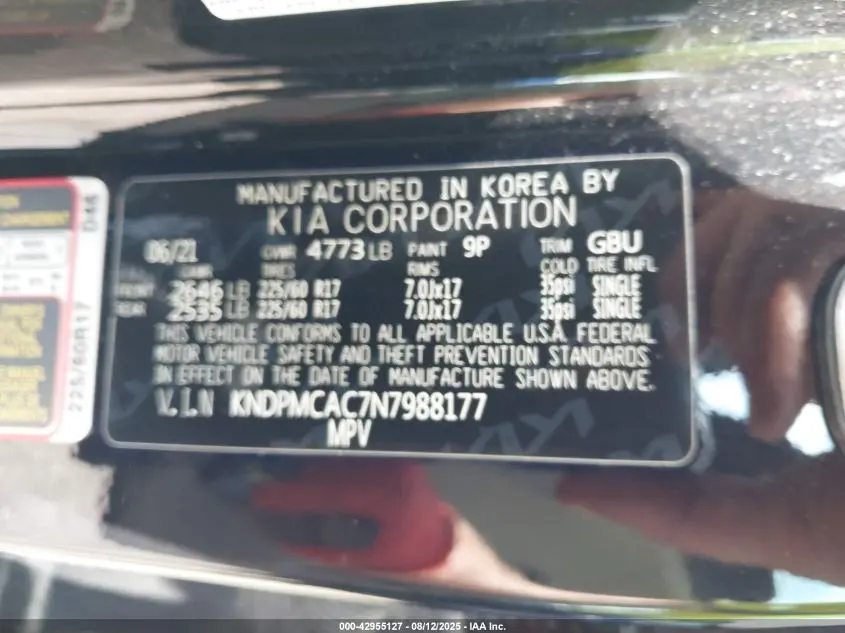 MANUFACTURED IN KOREA BY
KIA CORPORATION
06/21 GVWR 4773 LB PAINT 9P TRIM GBU
GAWR TIRES RIMS COLD TIRE INFL
FRONT 2646 LB 225/60 R17 7.0Jx17 35psi SINGLE
REAR 2535 LB 225/60 R17 7.0Jx17 35psi SINGLE
THIS VEHICLE CONFORMS TO ALL APPLICABLE U.S.A. FEDERAL
MOTOR VEHICLE SAFETY AND THEFT PREVENTION STANDARDS
IN EFFECT ON THE DATE OF MANUFACTURE SHOWN ABOVE.
V.I.N KNDPMCAC7N7988177
MPV
225/60R17
000-42955127 - 08/12/2025 - IAA Inc.